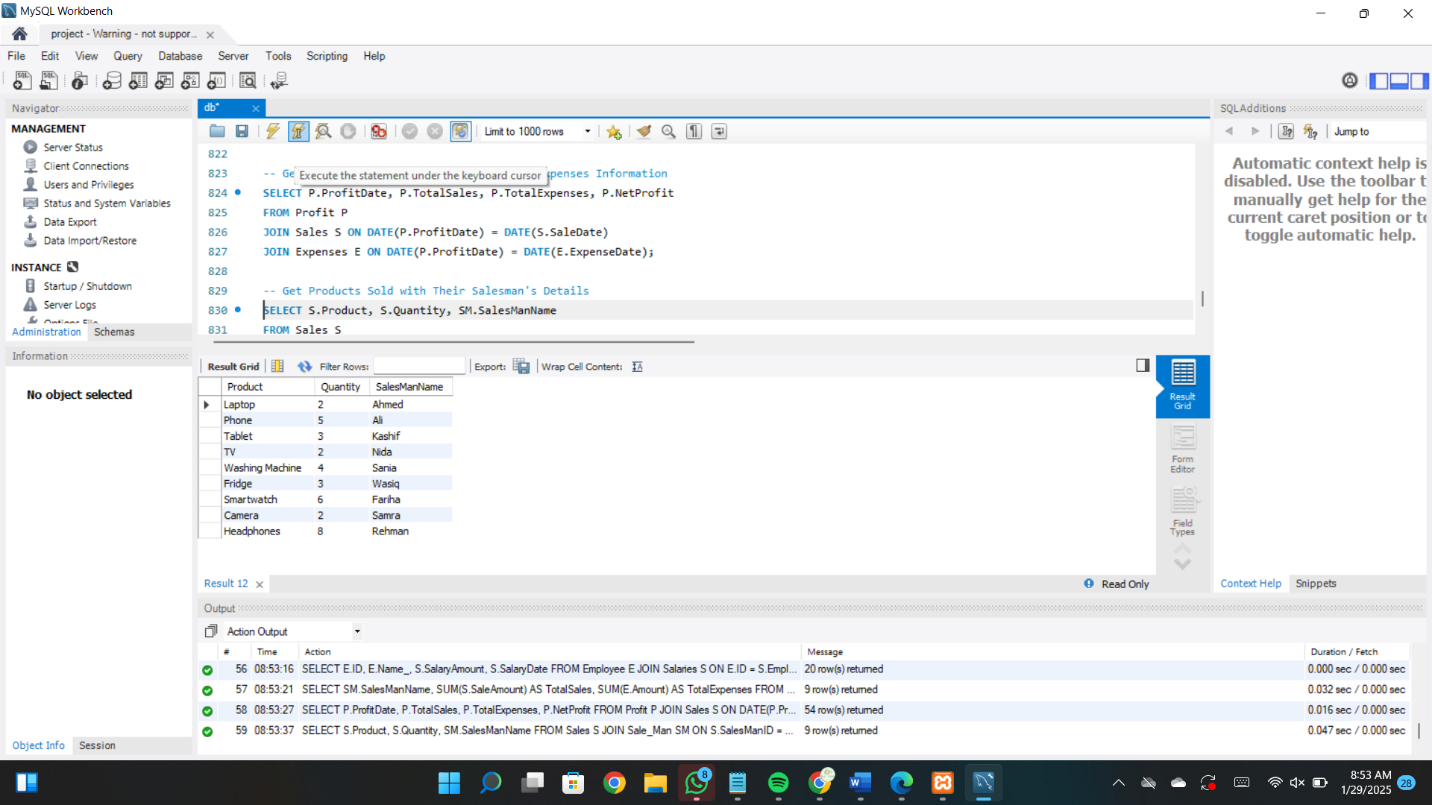 MySQL Workbench
project - Warning - not suppor...
File Edit View Query Database Server Tools Scripting Help
Navigator
MANAGEMENT
Server Status
Client Connections
Users and Privileges
Status and System Variables
Data Export
Data Import/Restore
INSTANCE
Startup / Shutdown
Server Logs
Options File
Administration Schemas
Information
No object selected
Object Info Session
db*
Limit to 1000 rows
822
823 -- Ge
Execute the statement under the keyboard cursor
penses Information
824 SELECT P.ProfitDate, P.TotalSales, P.TotalExpenses, P.NetProfit
825 FROM Profit P
826 JOIN Sales S ON DATE(P.ProfitDate) = DATE(S.SaleDate)
827 JOIN Expenses E ON DATE(P.ProfitDate) = DATE(E.ExpenseDate);
828
829 -- Get Products Sold with Their Salesman's Details
830 SELECT S.Product, S.Quantity, SM.SalesManName
831 FROM Sales S
Result Grid Filter Rows: Export: Wrap Cell Content:
Product Quantity SalesManName
Laptop 2 Ahmed
Phone 5 Ali
Tablet 3 Kashif
TV 2 Nida
Washing Machine 4 Sania
Fridge 3 Wasiq
Smartwatch 6 Fariha
Camera 2 Samra
Headphones 8 Rehman
Result Grid
Form Editor
Field Types
Result 12
Read Only
SQLAdditions
Jump to
Automatic context help is
disabled. Use the toolbar t
manually get help for the
current caret position or to
toggle automatic help.
Context Help Snippets
Output
Action Output
# Time Action Message Duration / Fetch
56 08:53:16 SELECT E.ID, E.Name_, S.SalaryAmount, S.SalaryDate FROM Employee E JOIN Salaries S ON E.ID = S.Empl... 20 row(s) returned 0.000 sec / 0.000 sec
57 08:53:21 SELECT SM.SalesManName, SUM(S.SaleAmount) AS TotalSales, SUM(E.Amount) AS TotalExpenses FROM ... 9 row(s) returned 0.032 sec / 0.000 sec
58 08:53:27 SELECT P.ProfitDate, P.TotalSales, P.TotalExpenses, P.NetProfit FROM Profit P JOIN Sales S ON DATE(P.Pr... 54 row(s) returned 0.016 sec / 0.000 sec
59 08:53:37 SELECT S.Product, S.Quantity, SM.SalesManName FROM Sales S JOIN Sale_Man SM ON S.SalesManID = ... 9 row(s) returned 0.047 sec / 0.000 sec
8
8:53 AM
1/29/2025
28